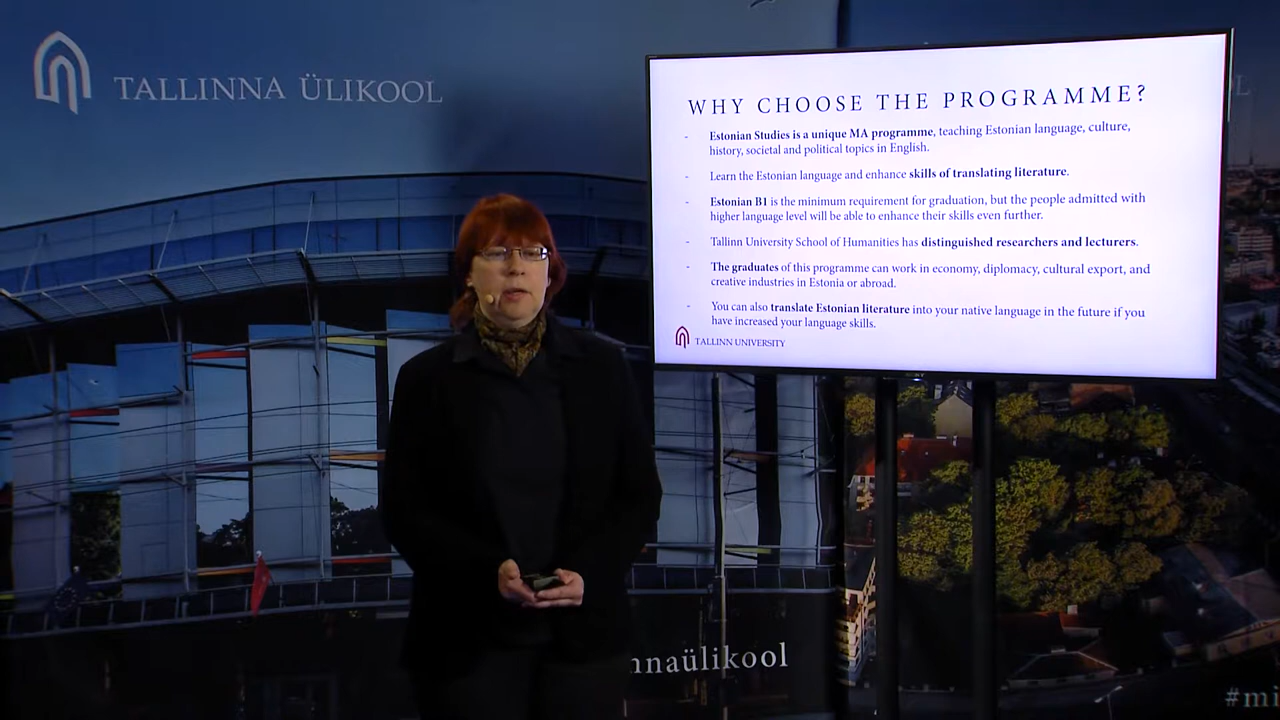 TALLINNA ÜLIKOOL
WHY CHOOSE THE PROGRAMME?
- Estonian Studies is a unique MA programme, teaching Estonian language, culture,
history, societal and political topics in English.
- Learn the Estonian language and enhance skills of translating literature.
- Estonian B1 is the minimum requirement for graduation, but the people admitted with
higher language level will be able to enhance their skills even further.
- Tallinn University School of Humanities has distinguished researchers and lecturers.
- The graduates of this programme can work in economy, diplomacy, cultural export, and
creative industries in Estonia or abroad.
- You can also translate Estonian literature into your native language in the future if you
have increased your language skills.
TALLINN UNIVERSITY
nnaülikool
#mi